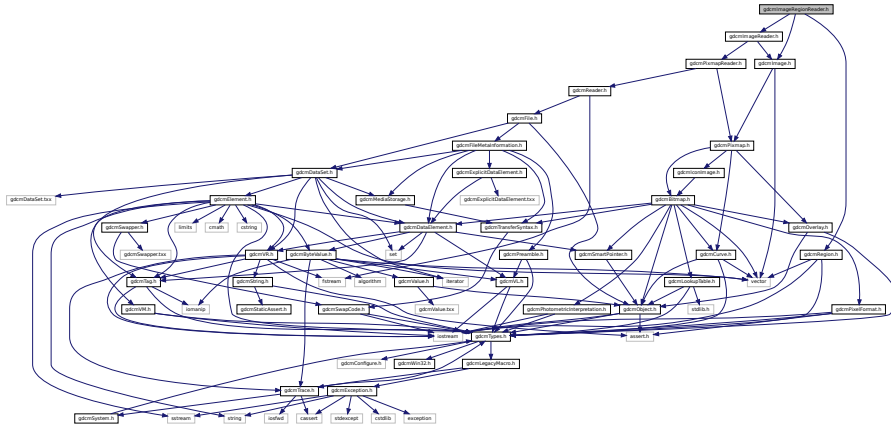 gdcmImageRegionReader.h
gdcmImageReader.h
gdcmPixmapReader.h
gdcmImage.h
gdcmReader.h
gdcmFile.h
gdcmFileMetaInformation.h
gdcmPixmap.h
gdcmDataSet.h
gdcmExplicitDataElement.h
gdcmIconImage.h
gdcmDataSet.txx
gdcmElement.h
gdcmMediaStorage.h
gdcmExplicitDataElement.txx
gdcmBitmap.h
gdcmSwapper.h
limits
cmath
cstring
gdcmDataElement.h
gdcmTransferSyntax.h
gdcmOverlay.h
gdcmSwapper.txx
gdcmVR.h
gdcmByteValue.h
set
gdcmPreamble.h
gdcmSmartPointer.h
gdcmCurve.h
gdcmRegion.h
gdcmTag.h
gdcmString.h
fstream
algorithm
gdcmValue.h
iterator
gdcmVL.h
gdcmLookupTable.h
vector
gdcmVM.h
iomanip
gdcmStaticAssert.h
gdcmSwapCode.h
gdcmValue.txx
gdcmPhotometricInterpretation.h
gdcmObject.h
stdlib.h
gdcmPixelFormat.h
iostream
gdcmTypes.h
assert.h
gdcmConfigure.h
gdcmWin32.h
gdcmLegacyMacro.h
gdcmTrace.h
gdcmException.h
gdcmSystem.h
sstream
string
iosfwd
cassert
stdexcept
cstdlib
exception